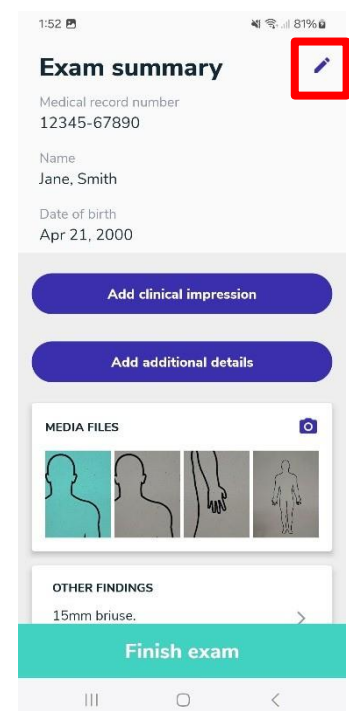 1:52 81%
Exam summary
Medical record number
12345-67890
Name
Jane, Smith
Date of birth
Apr 21, 2000
Add clinical impression
Add additional details
MEDIA FILES
OTHER FINDINGS
15mm briuse.
Finish exam